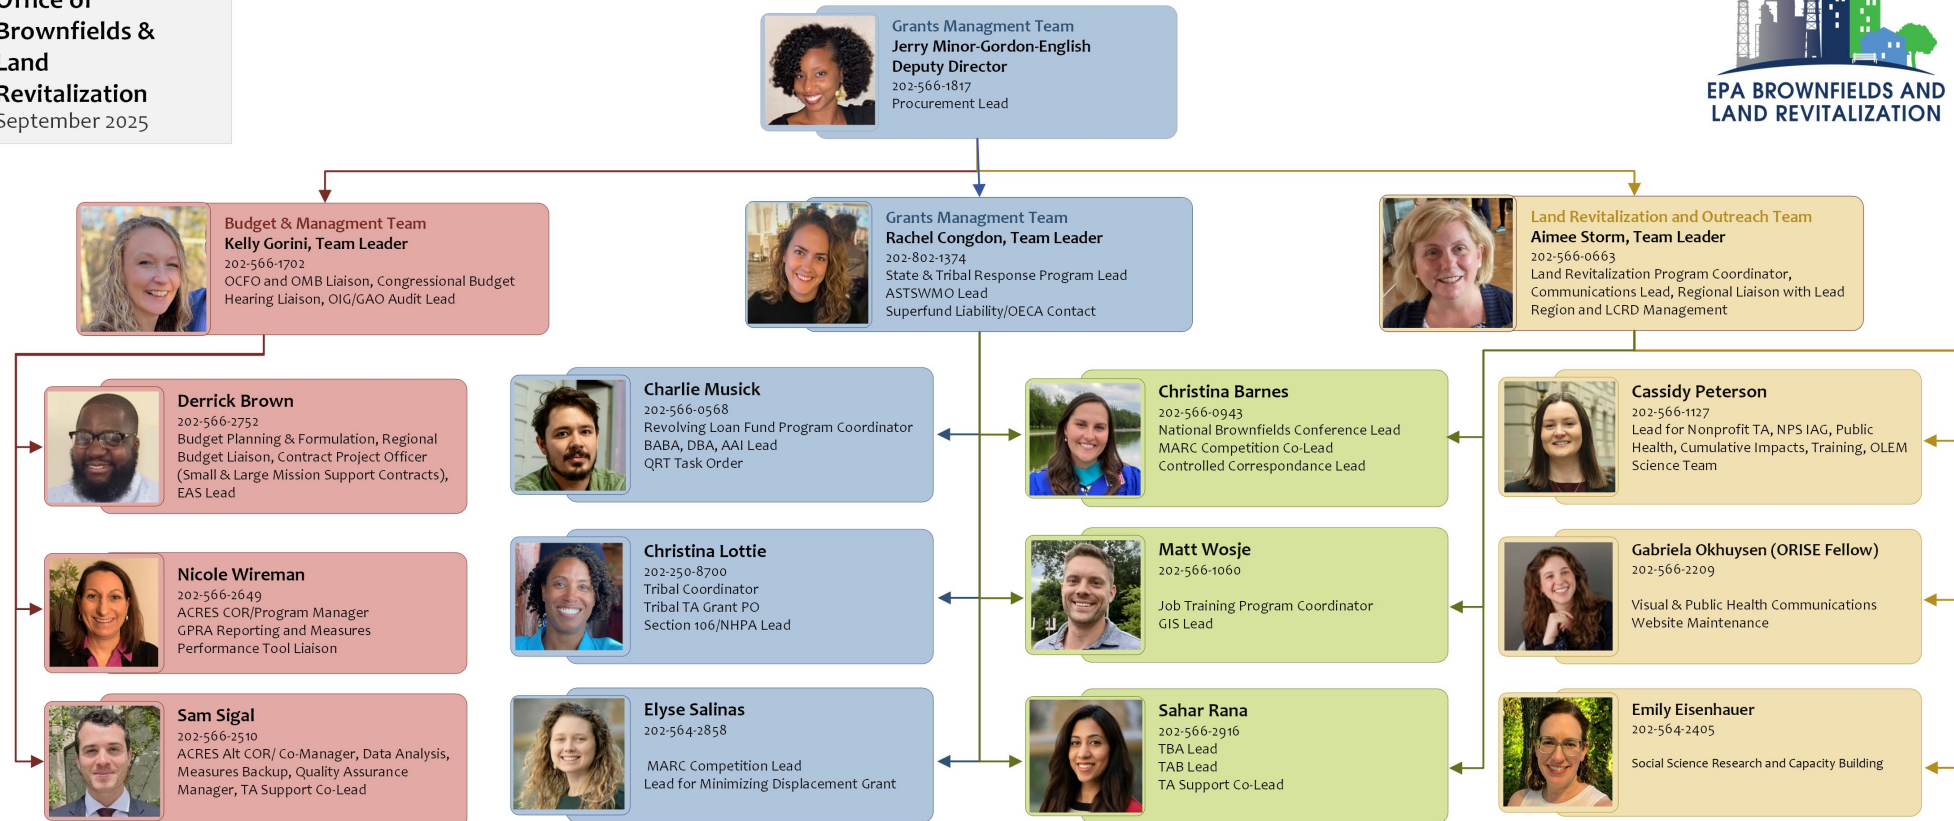 Office of
Brownfields &
Land
Revitalization
September 2025
Grants Managment Team
Jerry Minor-Gordon-English
Deputy Director
202-566-1817
Procurement Lead
EPA BROWNFIELDS AND
LAND REVITALIZATION
Budget & Managment Team
Kelly Gorini, Team Leader
202-566-1702
OCFO and OMB Liaison, Congressional Budget
Hearing Liaison, OIG/GAO Audit Lead
Grants Managment Team
Rachel Congdon, Team Leader
202-802-1374
State & Tribal Response Program Lead
ASTSWMO Lead
Superfund Liability/OECA Contact
Land Revitalization and Outreach Team
Aimee Storm, Team Leader
202-566-0663
Land Revitalization Program Coordinator,
Communications Lead, Regional Liaison with Lead
Region and LCRD Management
Derrick Brown
202-566-2752
Budget Planning & Formulation, Regional
Budget Liaison, Contract Project Officer
(Small & Large Mission Support Contracts),
EAS Lead
Charlie Musick
202-566-0568
Revolving Loan Fund Program Coordinator
BABA, DBA, AAI Lead
QRT Task Order
Christina Barnes
202-566-0943
National Brownfields Conference Lead
MARC Competition Co-Lead
Controlled Correspondance Lead
Cassidy Peterson
202-566-1127
Lead for Nonprofit TA, NPS IAG, Public
Health, Cumulative Impacts, Training, OLEM
Science Team
Nicole Wireman
202-566-2649
ACRES COR/Program Manager
GPRA Reporting and Measures
Performance Tool Liaison
Christina Lottie
202-250-8700
Tribal Coordinator
Tribal TA Grant PO
Section 106/NHPA Lead
Matt Wosje
202-566-1060
Job Training Program Coordinator
GIS Lead
Gabriela Okhuysen (ORISE Fellow)
202-566-2209
Visual & Public Health Communications
Website Maintenance
Sam Sigal
202-566-2510
ACRES Alt COR/ Co-Manager, Data Analysis,
Measures Backup, Quality Assurance
Manager, TA Support Co-Lead
Elyse Salinas
202-564-2858
MARC Competition Lead
Lead for Minimizing Displacement Grant
Sahar Rana
202-566-2916
TBA Lead
TAB Lead
TA Support Co-Lead
Emily Eisenhauer
202-564-2405
Social Science Research and Capacity Building